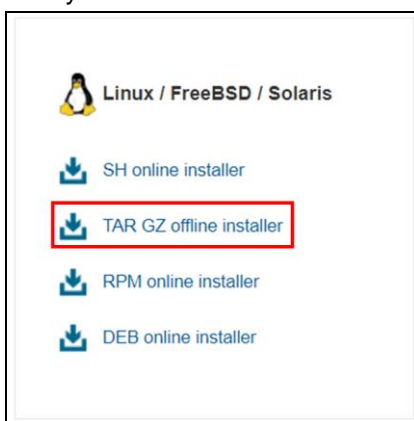 Linux / FreeBSD / Solaris
SH online installer
TAR GZ offline installer
RPM online installer
DEB online installer